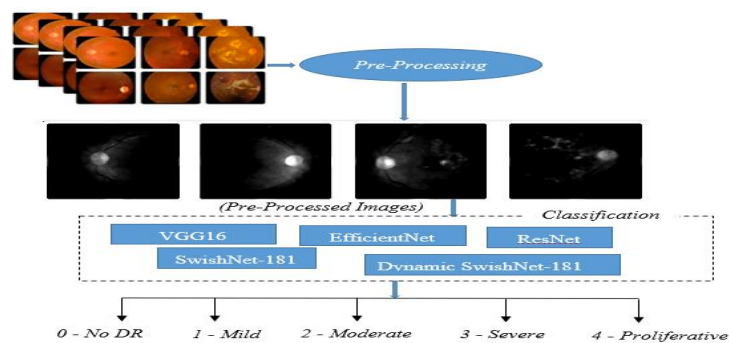 Pre-Processing
(Pre-Processed Images)
Classification
VGG16
EfficientNet
ResNet
SwishNet-181
Dynamic SwishNet-181
0 - No DR 1 - Mild 2 - Moderate 3 - Severe 4 - Proliferative